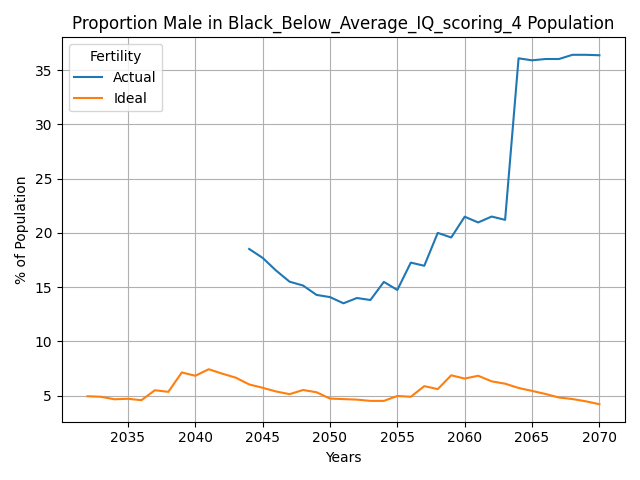 Proportion Male in Black_Below_Average_IQ_scoring_4 Population
Fertility
Actual
Ideal
% of Population
35
30
25
20
15
10
5
2035 2040 2045 2050 2055 2060 2065 2070
Years